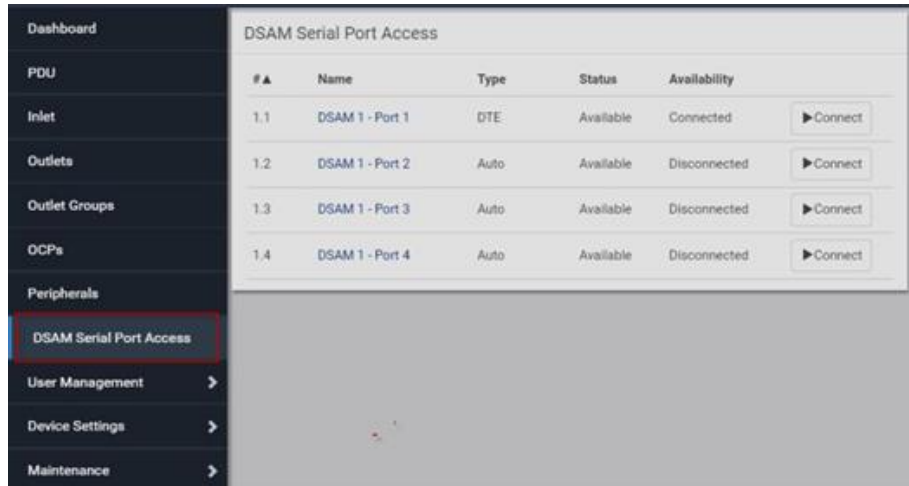 Dashboard
PDU
Inlet
Outlets
Outlet Groups
OCPs
Peripherals
DSAM Serial Port Access
User Management
Device Settings
Maintenance
DSAM Serial Port Access
#▲ Name Type Status Availability
1.1 DSAM 1 - Port 1 DTE Available Connected ▶Connect
1.2 DSAM 1 - Port 2 Auto Available Disconnected ▶Connect
1.3 DSAM 1 - Port 3 Auto Available Disconnected ▶Connect
1.4 DSAM 1 - Port 4 Auto Available Disconnected ▶Connect